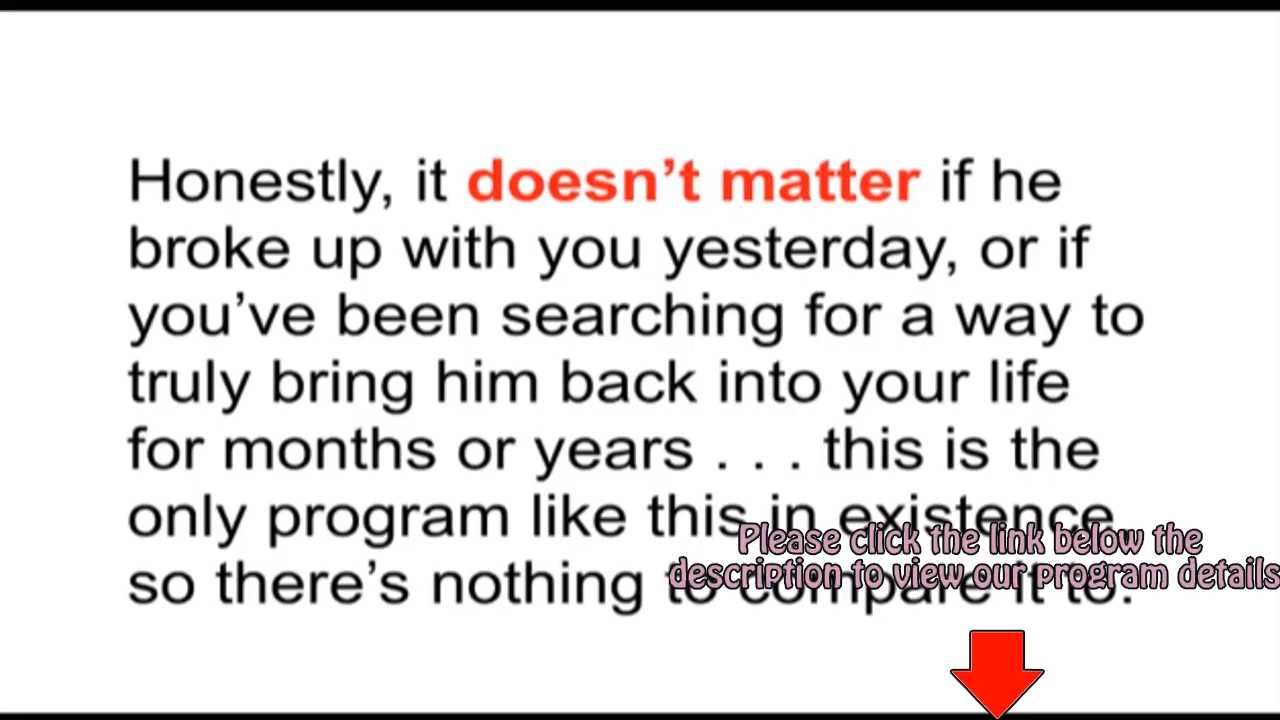 Honestly, it doesn't matter if he
broke up with you yesterday, or if
you've been searching for a way to
truly bring him back into your life
for months or years . . . this is the
only program like this in existence
so there's nothing to compare it to.
Please click the link below the
description to view our program details